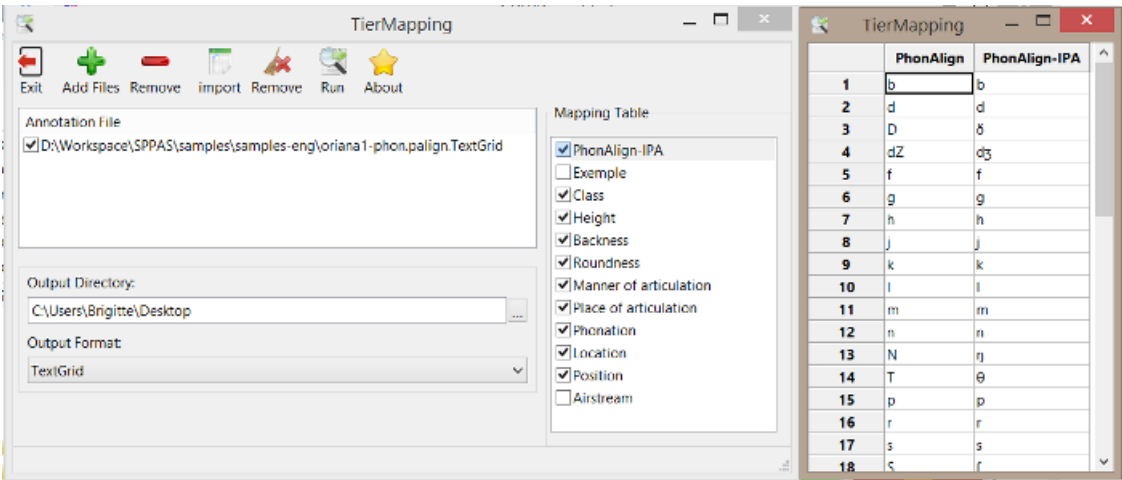 TierMapping
Exit Add Files Remove import Remove Run About
Annotation File
D:\Workspace\SPPAS\samples\samples-eng\oriana1-phon.palign.TextGrid
Output Directory:
C:\Users\Brigitte\Desktop
...
Output Format:
TextGrid
Mapping Table
PhonAlign-IPA
Exemple
Class
Height
Backness
Roundness
Manner of articulation
Place of articulation
Phonation
Location
Position
Airstream
TierMapping
PhonAlign PhonAlign-IPA
1 b b
2 d d
3 D ð
4 dZ dʒ
5 f f
6 g g
7 h h
8 j j
9 k k
10 l l
11 m m
12 n n
13 N ŋ
14 T θ
15 p p
16 r r
17 s s
18 S ʃ